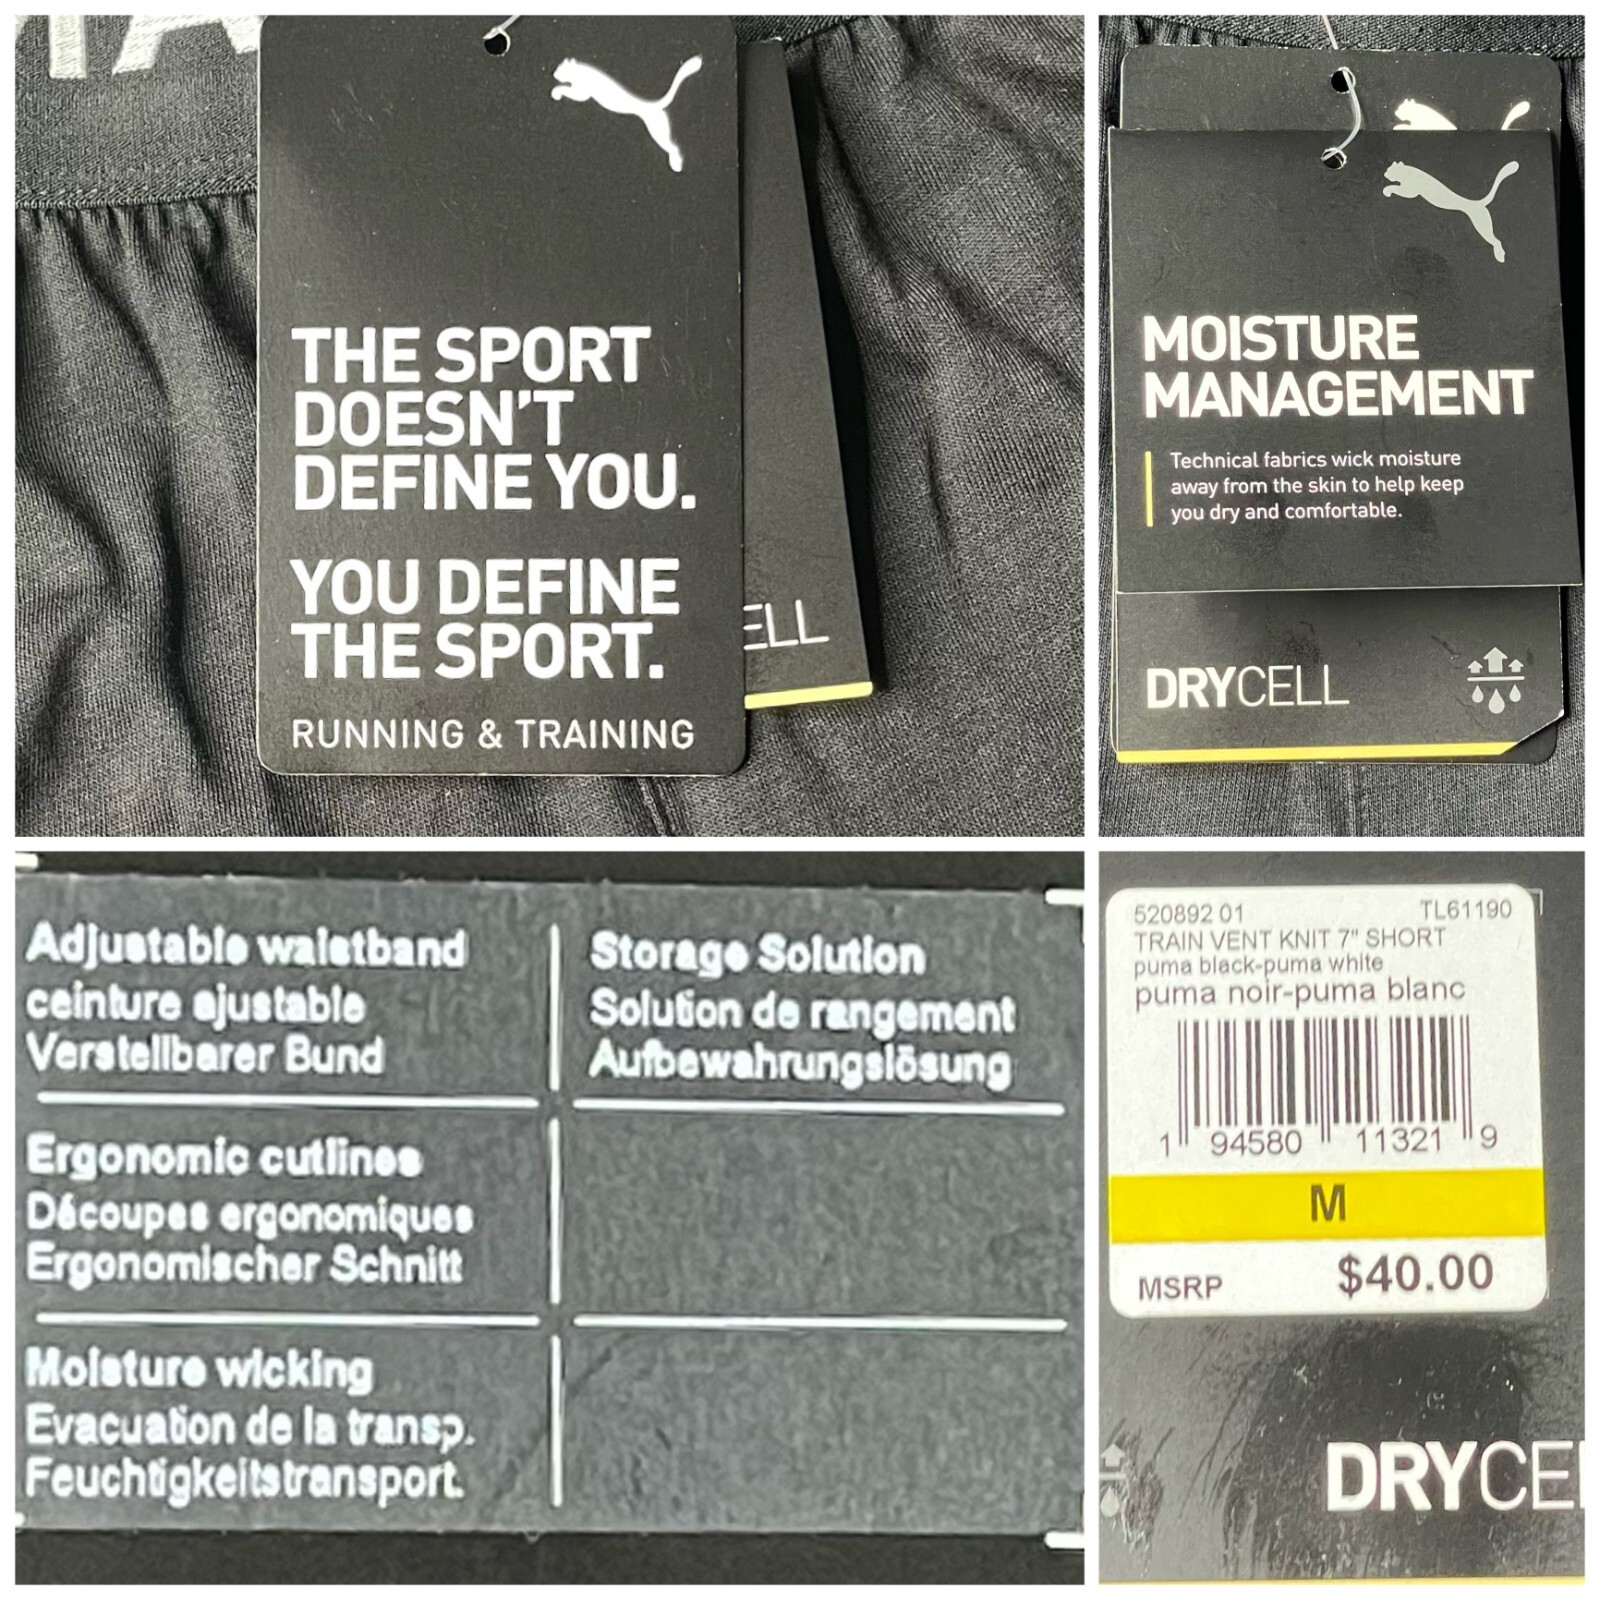 THE SPORT
DOESN'T
DEFINE YOU.
YOU DEFINE
THE SPORT.
RUNNING & TRAINING
ELL
MOISTURE
MANAGEMENT
Technical fabrics wick moisture
away from the skin to help keep
you dry and comfortable.
DRYCELL
Adjustable waistband
ceinture ajustable
Verstellbarer Bund
Storage Solution
Solution de rangement
Aufbewahrungslösung
Ergonomic cutlines
Découpes ergonomiques
Ergonomischer Schnitt
Moisture wicking
Evacuation de la transp.
Feuchtigkeitstransport.
520892 01 TL61190
TRAIN VENT KNIT 7" SHORT
puma black-puma white
puma noir-puma blanc
1 94580 11321 9
M
MSRP $40.00
DRYCE